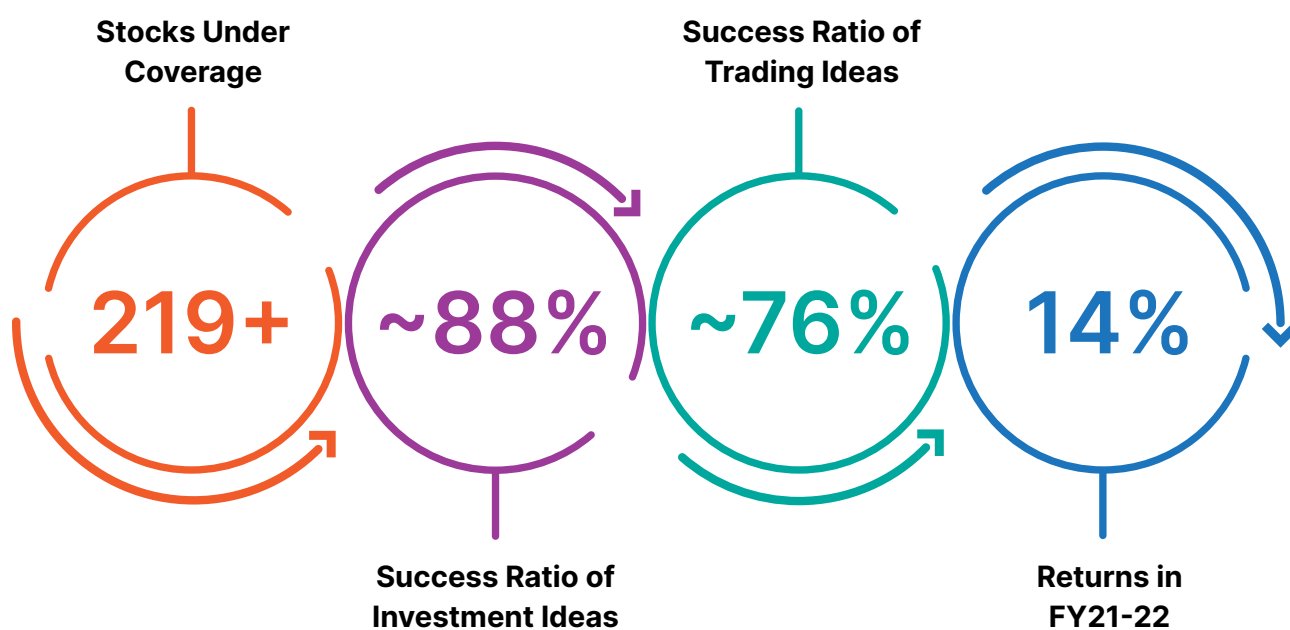 Stocks Under
Coverage
219+
~88%
Success Ratio of
Investment Ideas
Success Ratio of
Trading Ideas
~76%
14%
Returns in
FY21-22